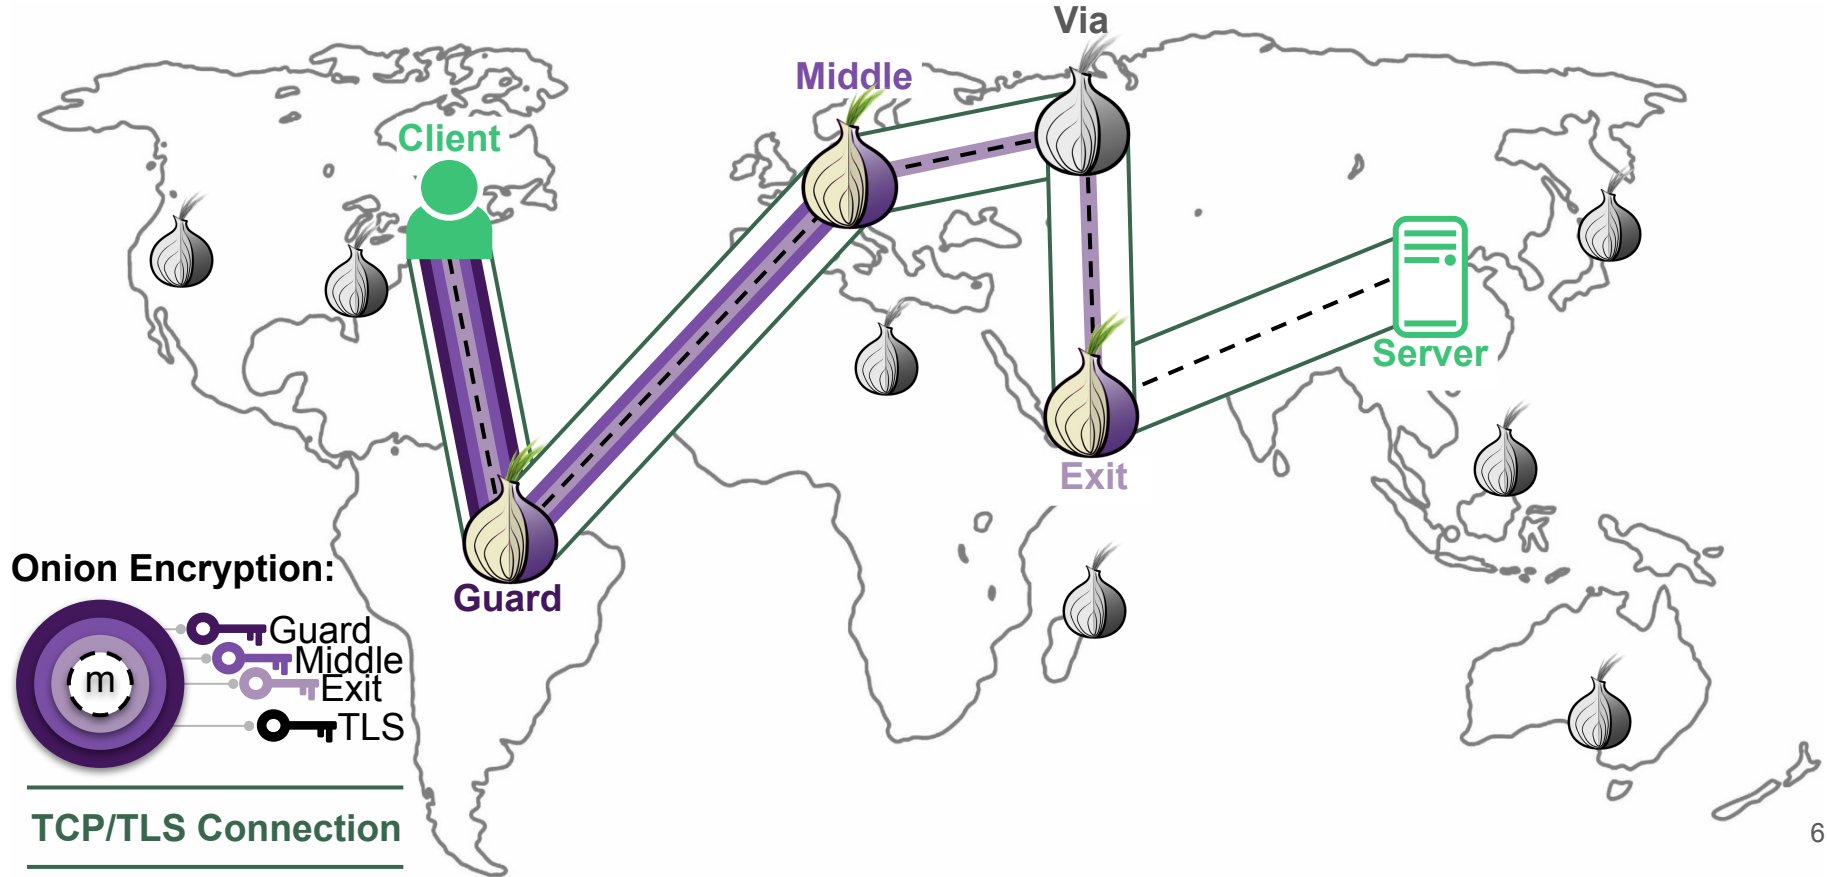 Via
Middle
Client
Server
Exit
Guard
Onion Encryption:
m
Guard
Middle
Exit
TLS
TCP/TLS Connection
6